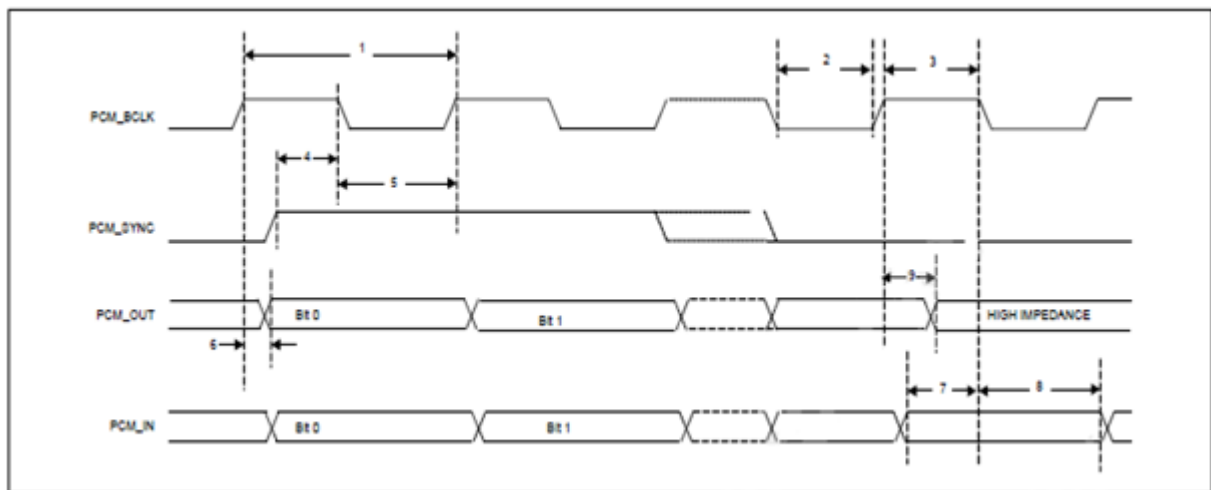 1
2
3
PCM_BCLK
4
5
PCM_SYNC
9
PCM_OUT
Bit 0
Bit 1
HIGH IMPEDANCE
6
7
8
PCM_IN
Bit 0
Bit 1